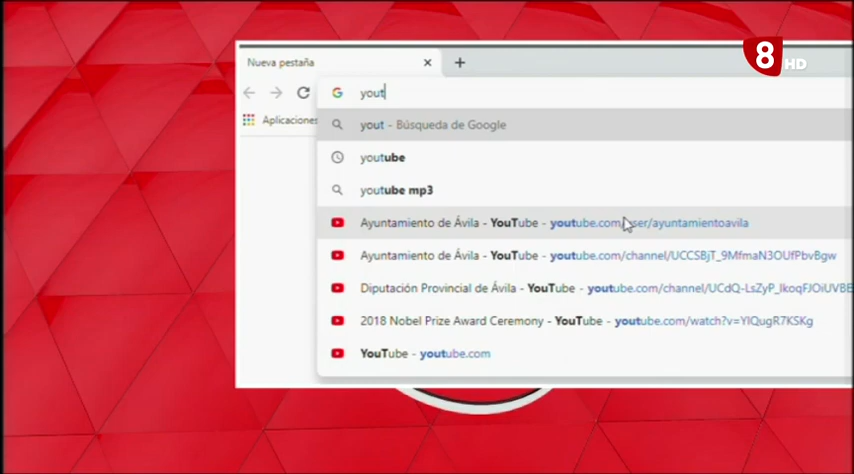 8 HD
Nueva pestaña
yout
Aplicaciones
yout - Búsqueda de Google
youtube
youtube mp3
Ayuntamiento de Ávila - YouTube - youtube.com/user/ayuntamientoavila
Ayuntamiento de Ávila - YouTube - youtube.com/channel/UCCSBjT_9MfmaN3OUfPbvBgw
Diputación Provincial de Ávila - YouTube - youtube.com/channel/UCdQ-LsZyP_IkoqFJOiUVBE
2018 Nobel Prize Award Ceremony - YouTube - youtube.com/watch?v=YlQugR7KSKg
YouTube - youtube.com